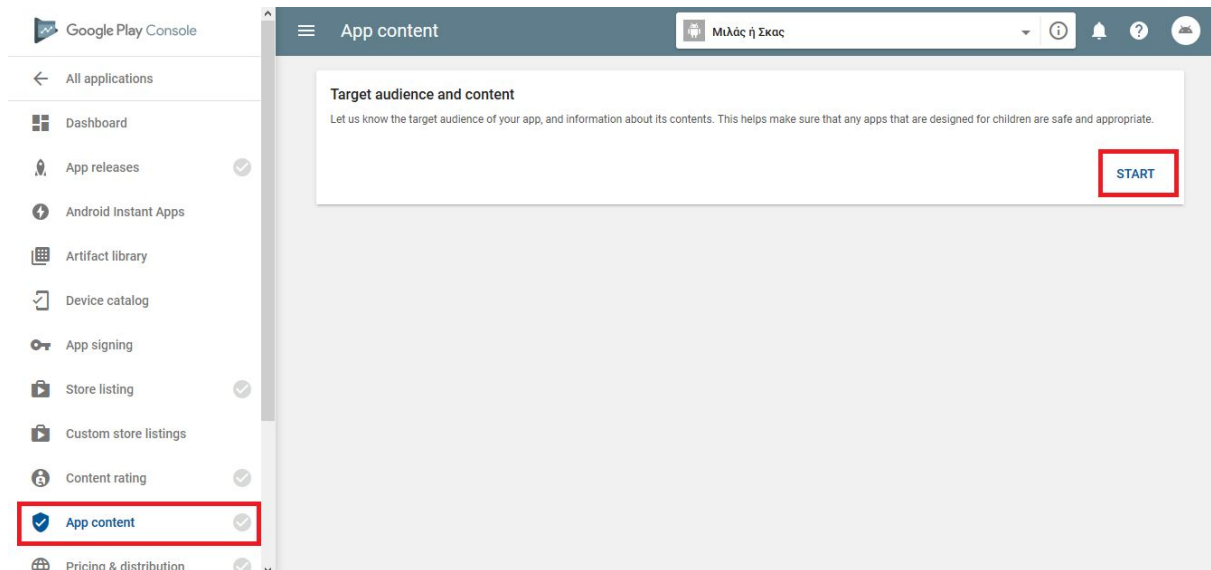 Google Play Console
All applications
Dashboard
App releases
Android Instant Apps
Artifact library
Device catalog
App signing
Store listing
Custom store listings
Content rating
App content
Pricing & distribution
App content
Μιλάς ή Σκας
Target audience and content
Let us know the target audience of your app, and information about its contents. This helps make sure that any apps that are designed for children are safe and appropriate.
START